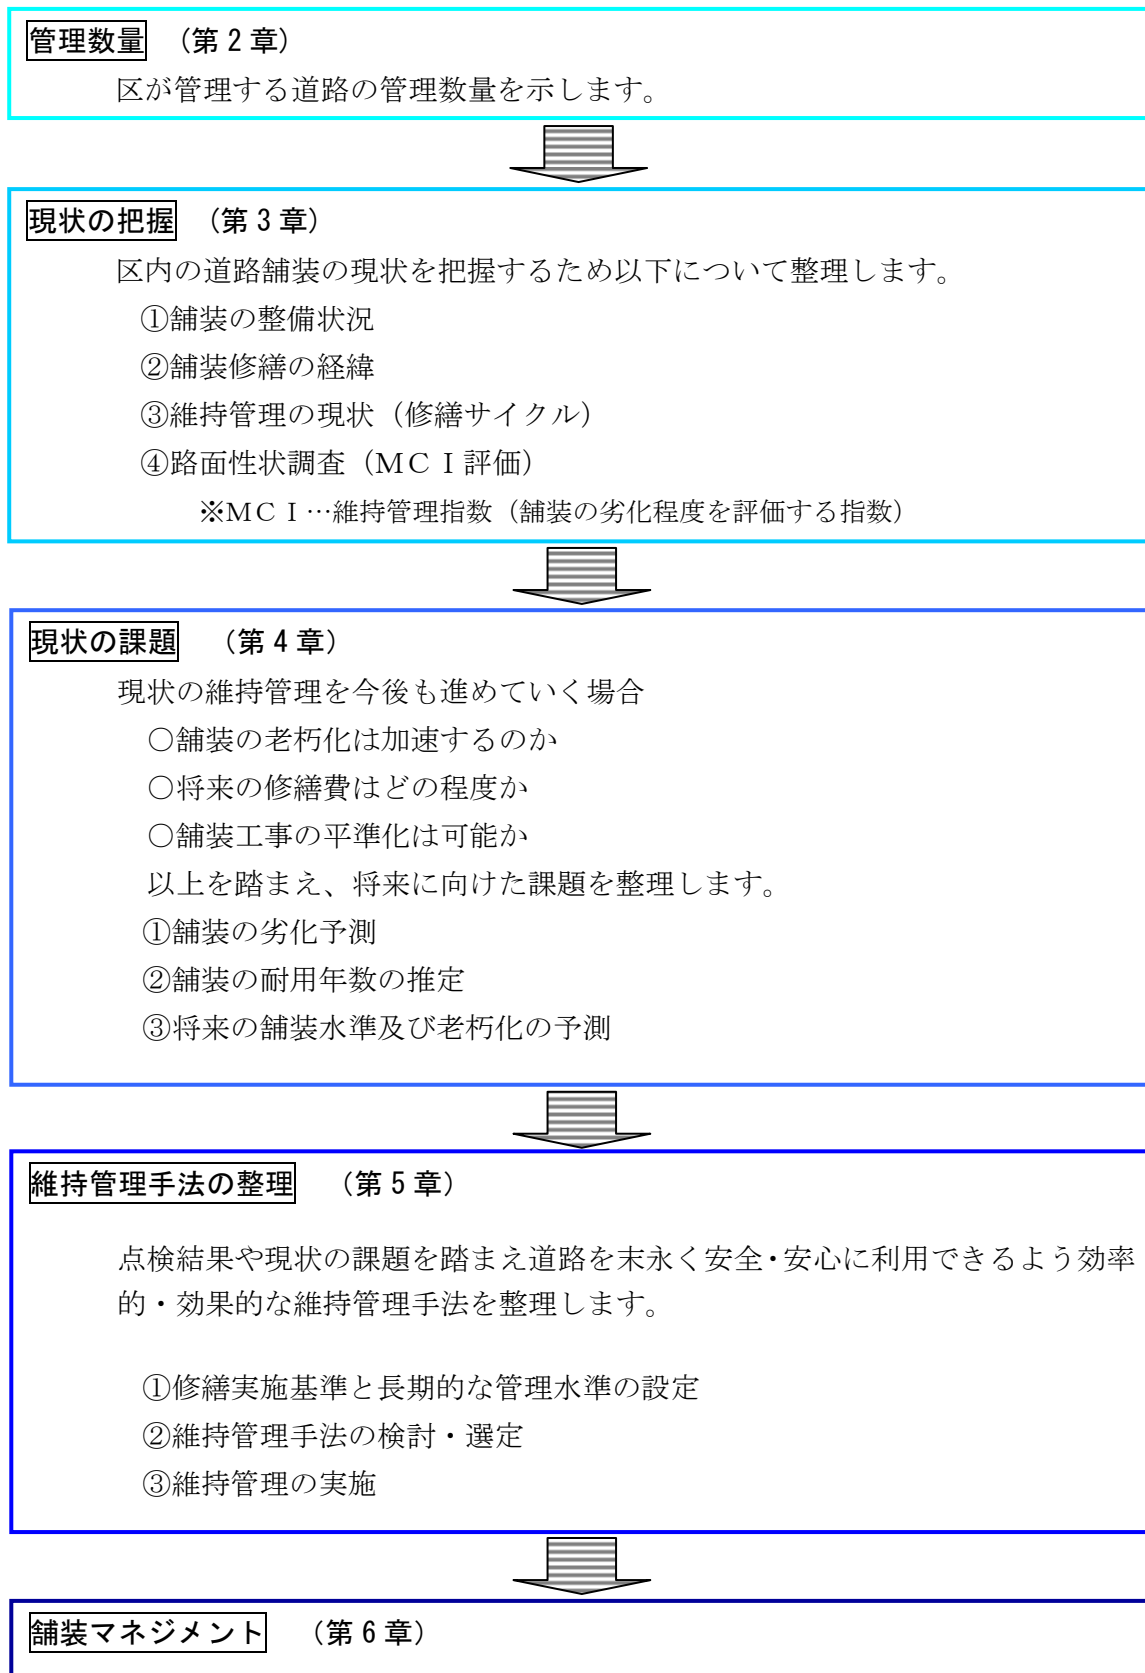 管理数量 (第2章)
区が管理する道路の管理数量を示します。
現状の把握 (第3章)
区内の道路舗装の現状を把握するため以下について整理します。
①舗装の整備状況
②舗装修繕の経緯
③維持管理の現状（修繕サイクル）
④路面性状調査（ＭＣＩ評価）
※ＭＣＩ…維持管理指数（舗装の劣化程度を評価する指数）
現状の課題 (第4章)
現状の維持管理を今後も進めていく場合
○舗装の老朽化は加速するのか
○将来の修繕費はどの程度か
○舗装工事の平準化は可能か
以上を踏まえ、将来に向けた課題を整理します。
①舗装の劣化予測
②舗装の耐用年数の推定
③将来の舗装水準及び老朽化の予測
維持管理手法の整理 (第5章)
点検結果や現状の課題を踏まえ道路を末永く安全・安心に利用できるよう効率
的・効果的な維持管理手法を整理します。
①修繕実施基準と長期的な管理水準の設定
②維持管理手法の検討・選定
③維持管理の実施
舗装マネジメント (第6章)